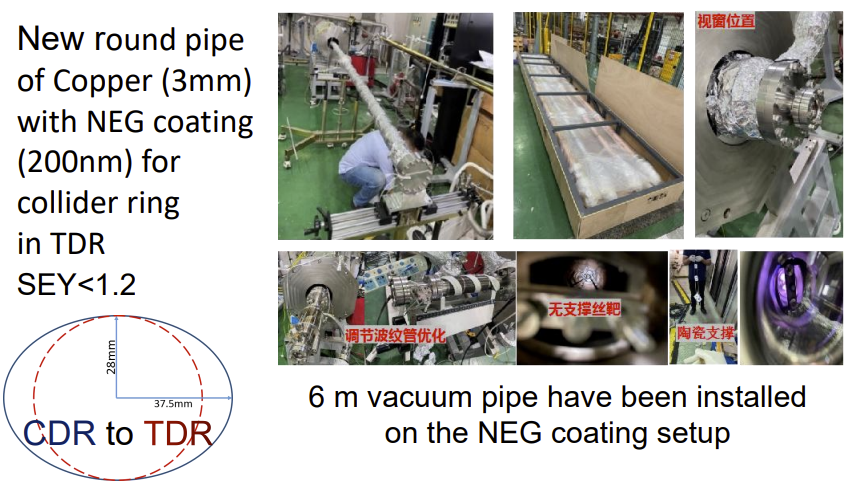 New round pipe
of Copper (3mm)
with NEG coating
(200nm) for
collider ring
in TDR
SEY<1.2
28mm
37.5mm
CDR to TDR
视窗位置
调节波纹管优化
无支撑丝靶
陶瓷支撑
6 m vacuum pipe have been installed
on the NEG coating setup